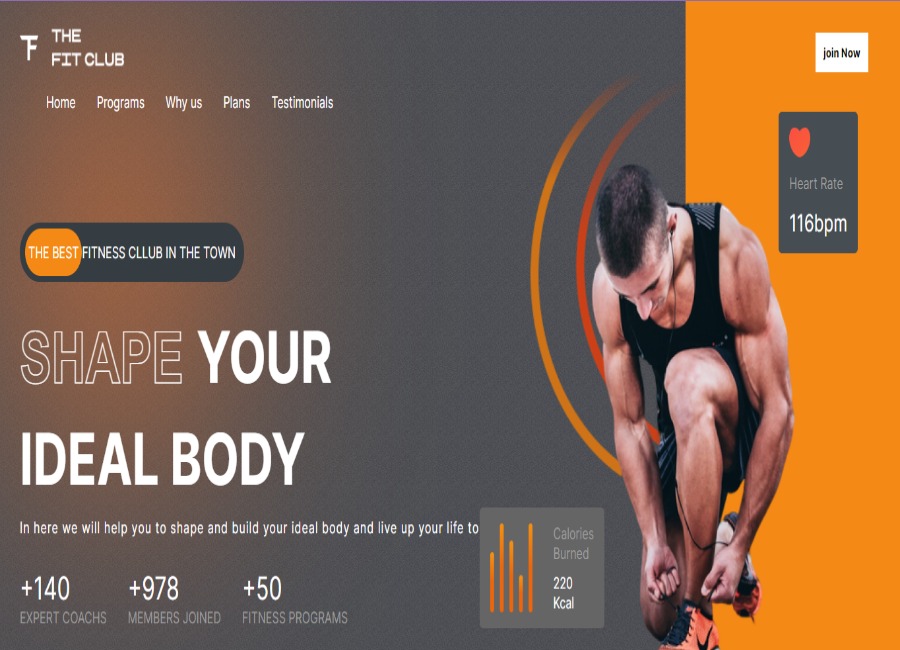 THE
FIT CLUB
join Now
Home Programs Why us Plans Testimonials
Heart Rate
116bpm
THE BEST FITNESS CLLUB IN THE TOWN
SHAPE YOUR
IDEAL BODY
In here we will help you to shape and build your ideal body and live up your life to
Calories
Burned
220
Kcal
+140 +978 +50
EXPERT COACHS MEMBERS JOINED FITNESS PROGRAMS